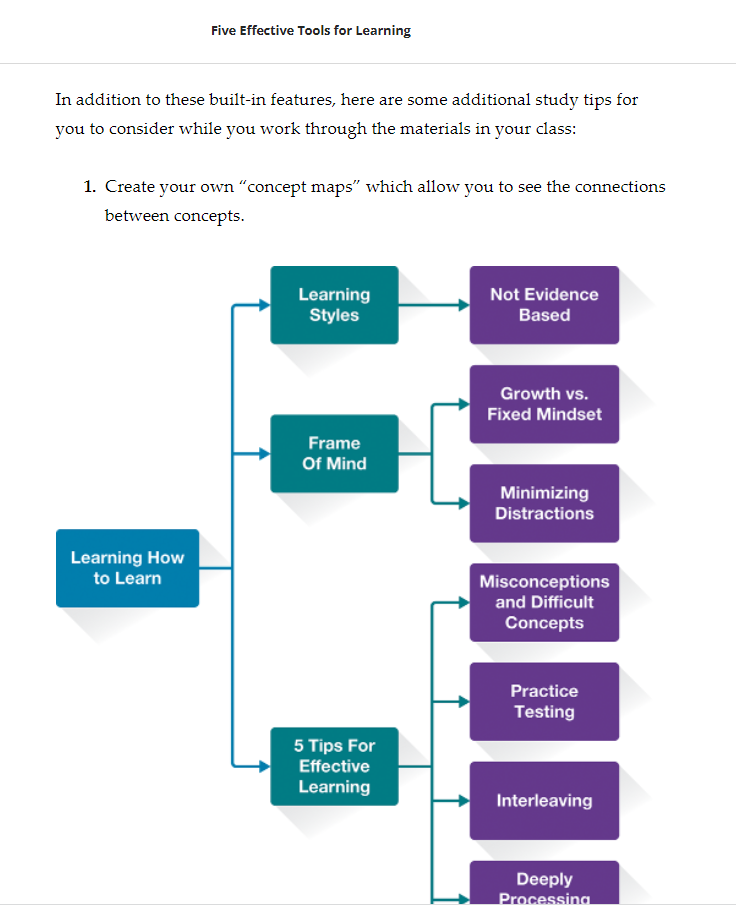 Five Effective Tools for Learning
In addition to these built-in features, here are some additional study tips for
you to consider while you work through the materials in your class:
1. Create your own “concept maps” which allow you to see the connections
between concepts.
Learning
Styles
Not Evidence
Based
Growth vs.
Fixed Mindset
Frame
Of Mind
Minimizing
Distractions
Learning How
to Learn
Misconceptions
and Difficult
Concepts
Practice
Testing
5 Tips For
Effective
Learning
Interleaving
Deeply
Processing